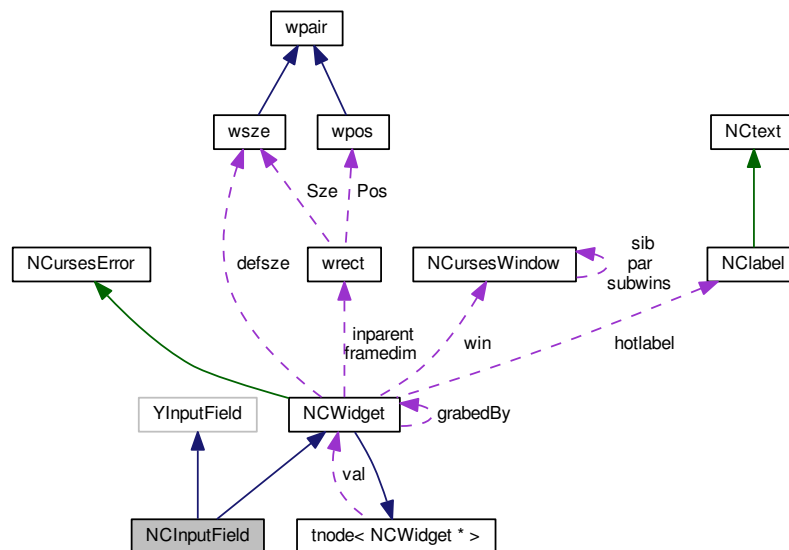 wpair
wsze
wpos
NCtext
Sze
Pos
NCursesError
defsze
wrect
NCursesWindow
sib
par
subwins
NClabel
inparent
framedim
win
hotlabel
YInputField
NCWidget
grabedBy
val
NCInputField
tnode< NCWidget * >